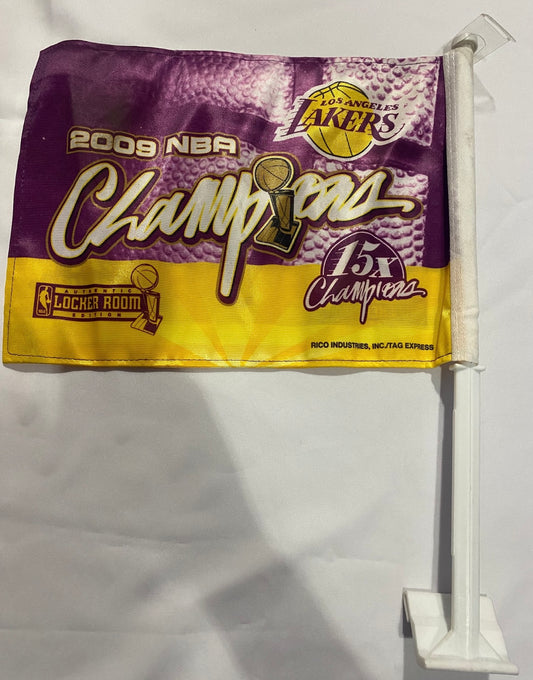 LOS ANGELES
LAKERS
2009 NBA
Champions
15x
Champions
AUTHENTIC
LOCKER ROOM
EDITION
RICO INDUSTRIES, INC./TAG EXPRESS